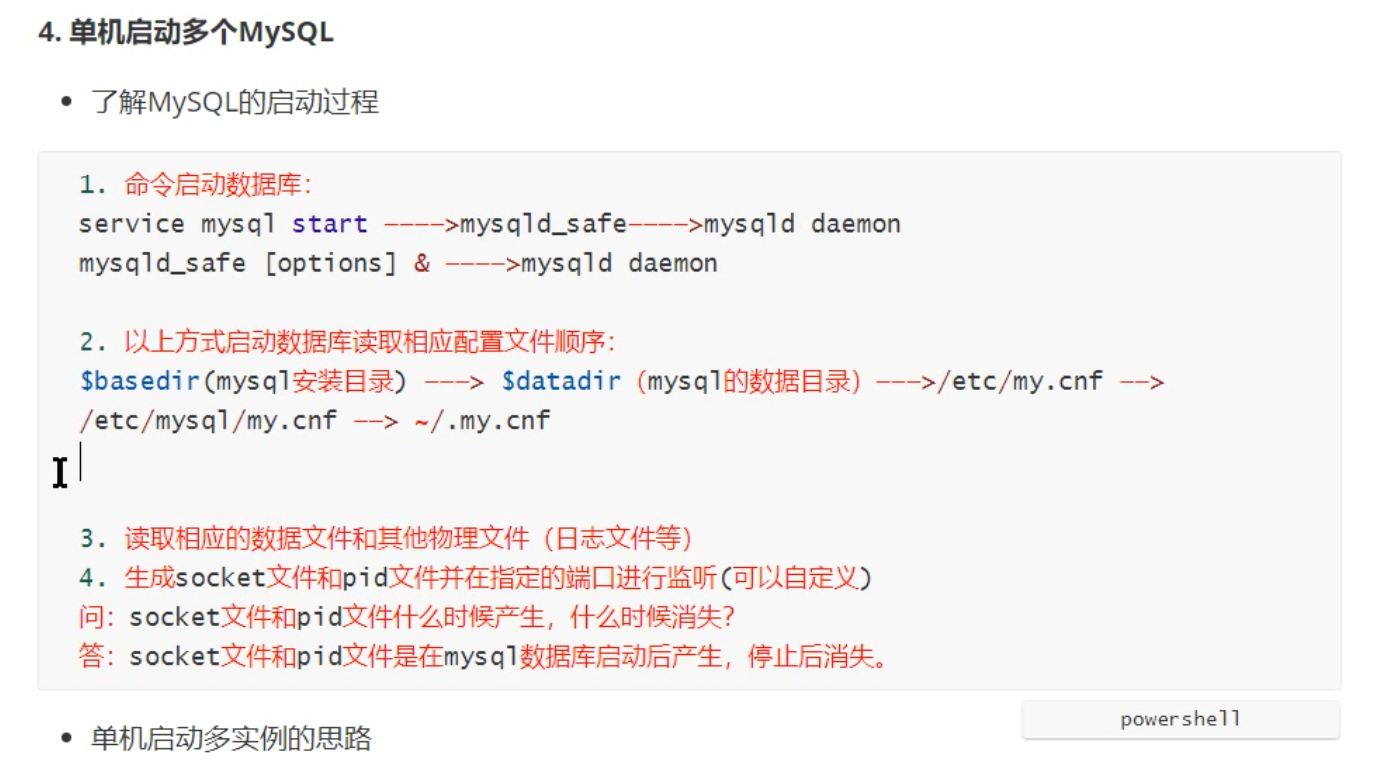 4. 单机启动多个MySQL
• 了解MySQL的启动过程
1. 命令启动数据库：
service mysql start ---->mysqld_safe---->mysqld daemon
mysqld_safe [options] & ---->mysqld daemon
2. 以上方式启动数据库读取相应配置文件顺序：
$basedir(mysql安装目录) ---> $datadir（mysql的数据目录）--->/etc/my.cnf -->
/etc/mysql/my.cnf --> ~/.my.cnf
3. 读取相应的数据文件和其他物理文件（日志文件等）
4. 生成socket文件和pid文件并在指定的端口进行监听(可以自定义)
问：socket文件和pid文件什么时候产生，什么时候消失？
答：socket文件和pid文件是在mysql数据库启动后产生，停止后消失。
powershell
• 单机启动多实例的思路